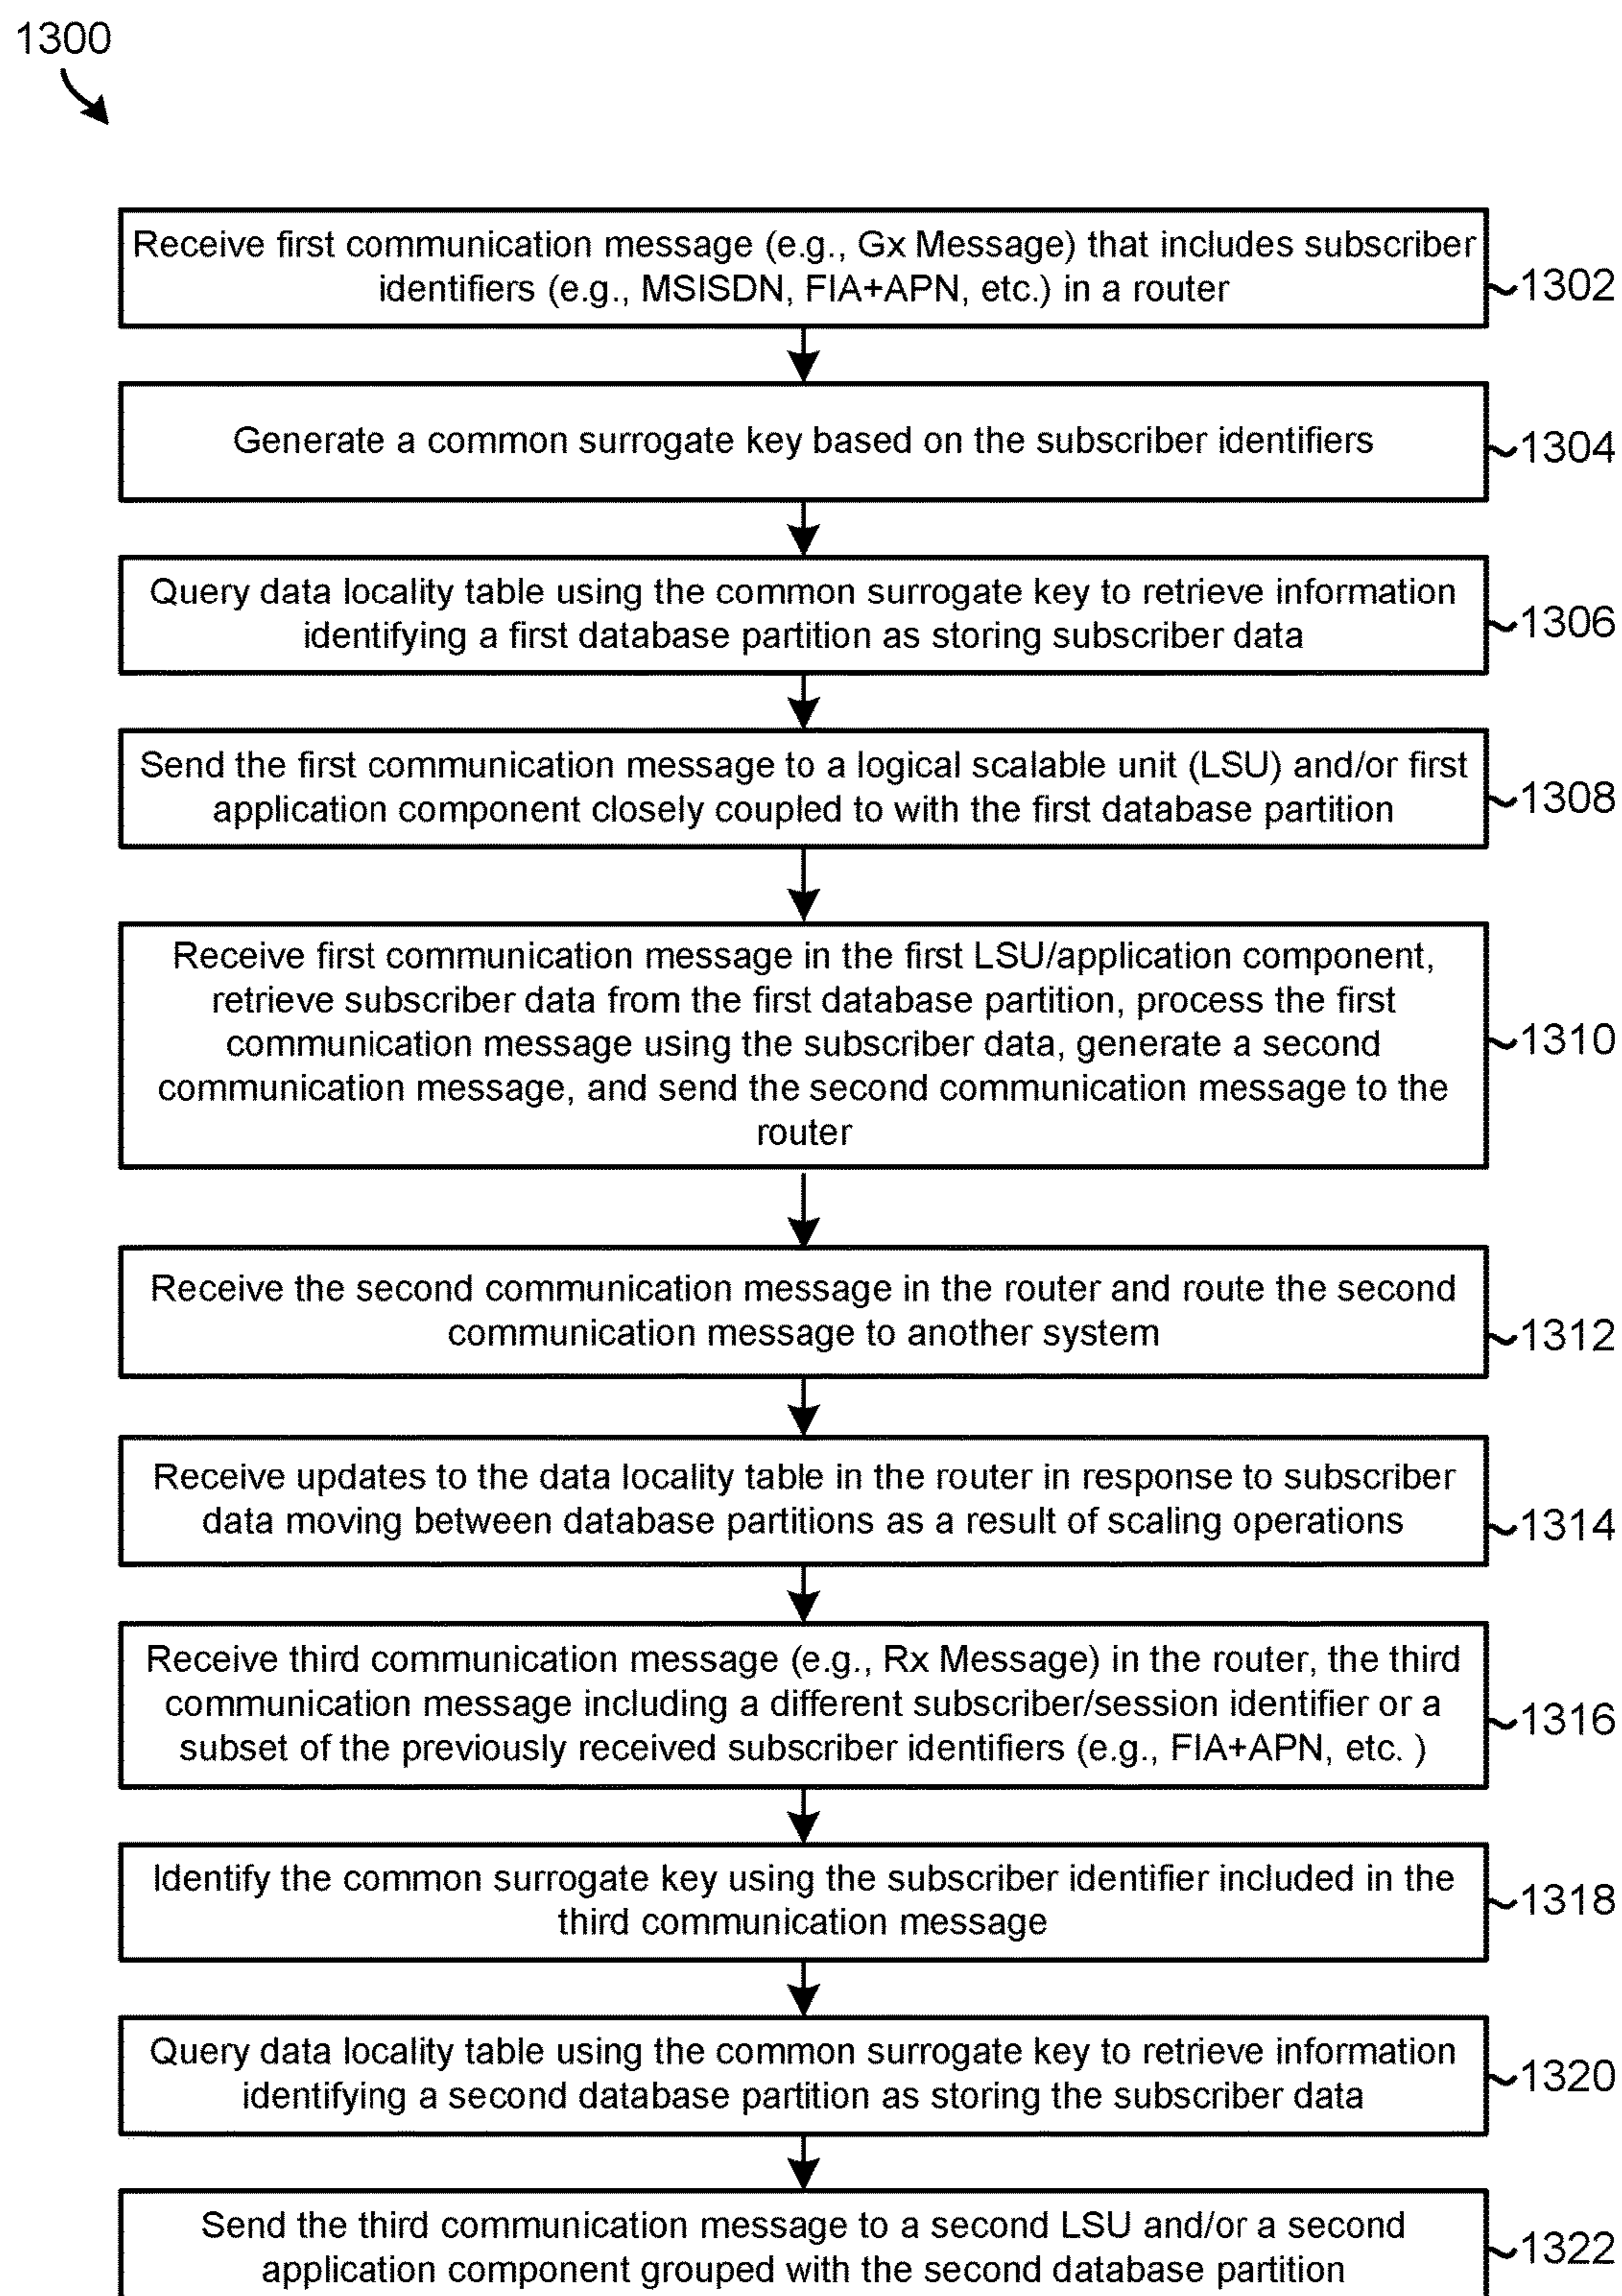 1300
Receive first communication message (e.g., Gx Message) that includes subscriber
identifiers (e.g., MSISDN, FIA+APN, etc.) in a router
1302
Generate a common surrogate key based on the subscriber identifiers
1304
Query data locality table using the common surrogate key to retrieve information
identifying a first database partition as storing subscriber data
1306
Send the first communication message to a logical scalable unit (LSU) and/or first
application component closely coupled to with the first database partition
1308
Receive first communication message in the first LSU/application component,
retrieve subscriber data from the first database partition, process the first
communication message using the subscriber data, generate a second
communication message, and send the second communication message to the
router
1310
Receive the second communication message in the router and route the second
communication message to another system
1312
Receive updates to the data locality table in the router in response to subscriber
data moving between database partitions as a result of scaling operations
1314
Receive third communication message (e.g., Rx Message) in the router, the third
communication message including a different subscriber/session identifier or a
subset of the previously received subscriber identifiers (e.g., FIA+APN, etc. )
1316
Identify the common surrogate key using the subscriber identifier included in the
third communication message
1318
Query data locality table using the common surrogate key to retrieve information
identifying a second database partition as storing the subscriber data
1320
Send the third communication message to a second LSU and/or a second
application component grouped with the second database partition
1322